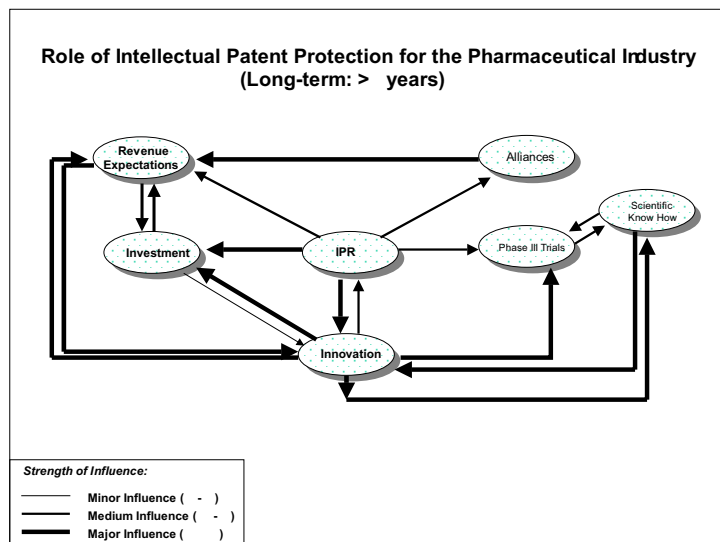 Role of Intellectual Patent Protection for the Pharmaceutical Industry
(Long-term: > years)
Revenue
Expectations
Alliances
Scientific
Know How
Investment
IPR
Phase III Trials
Innovation
Strength of Influence:
Minor Influence ( - )
Medium Influence ( - )
Major Influence ( )